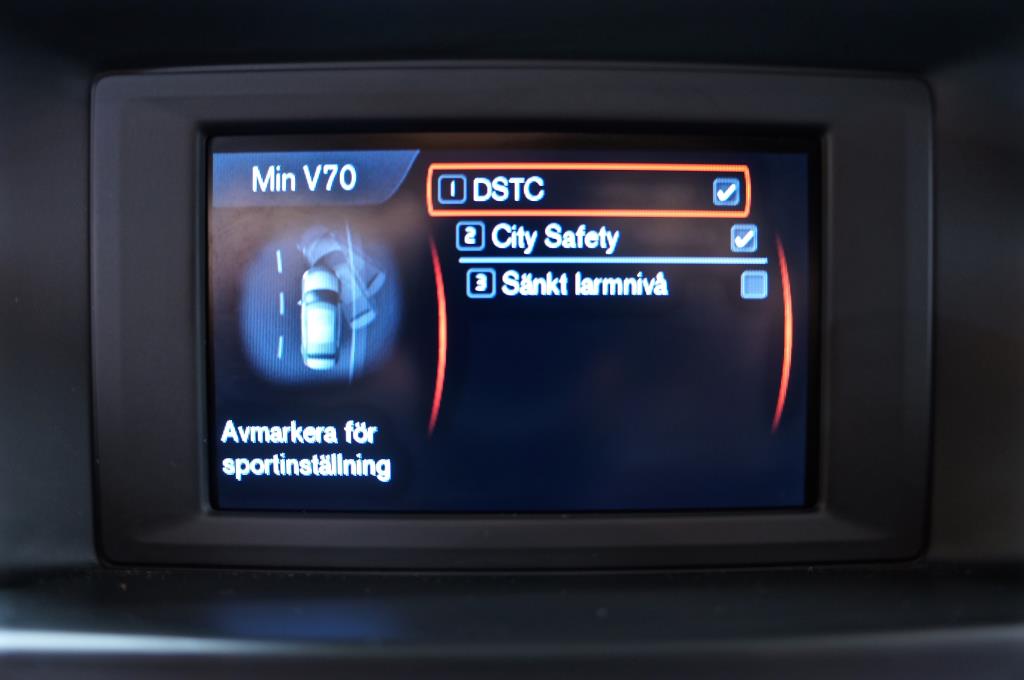 Min V70
1 DSTC
2 City Safety
3 Sänkt larmnivå
Avmarkera för
sportinställning